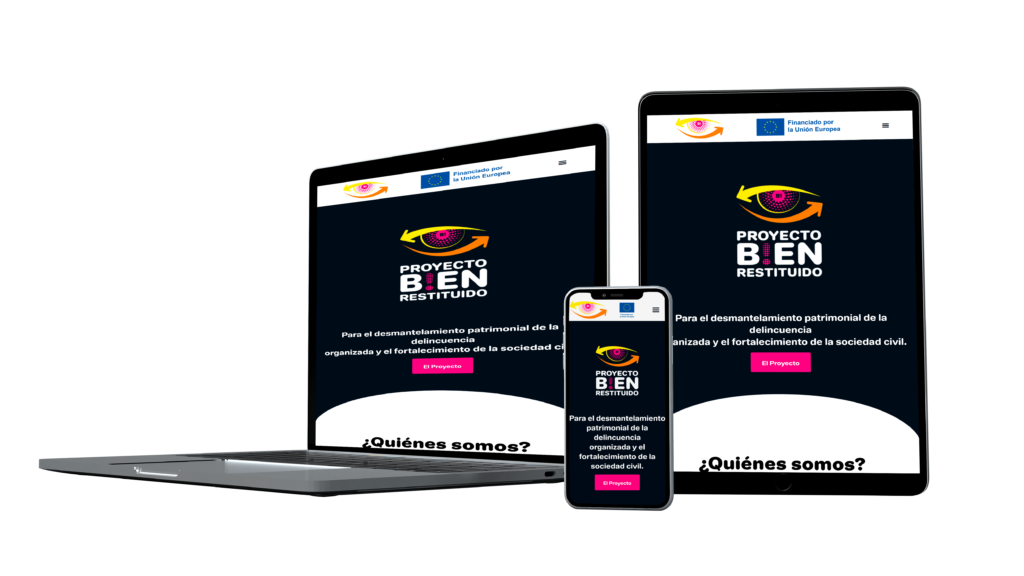 Financiado por
la Unión Europea
PROYECTO
B!EN
RESTITUIDO
Para el desmantelamiento patrimonial de la
delincuencia
organizada y el fortalecimiento de la sociedad ci
El Proyecto
¿Quiénes somos?
PROYECTO
B!EN
RESTITUIDO
Para el desmantelamiento
patrimonial de la
delincuencia
organizada y el
fortalecimiento de la
sociedad civil.
El Proyecto
Financiado por
la Unión Europea
PROYECTO
B!EN
RESTITUIDO
Para el desmantelamiento patrimonial de la
delincuencia
anizada y el fortalecimiento de la sociedad civil.
El Proyecto
¿Quiénes somos?